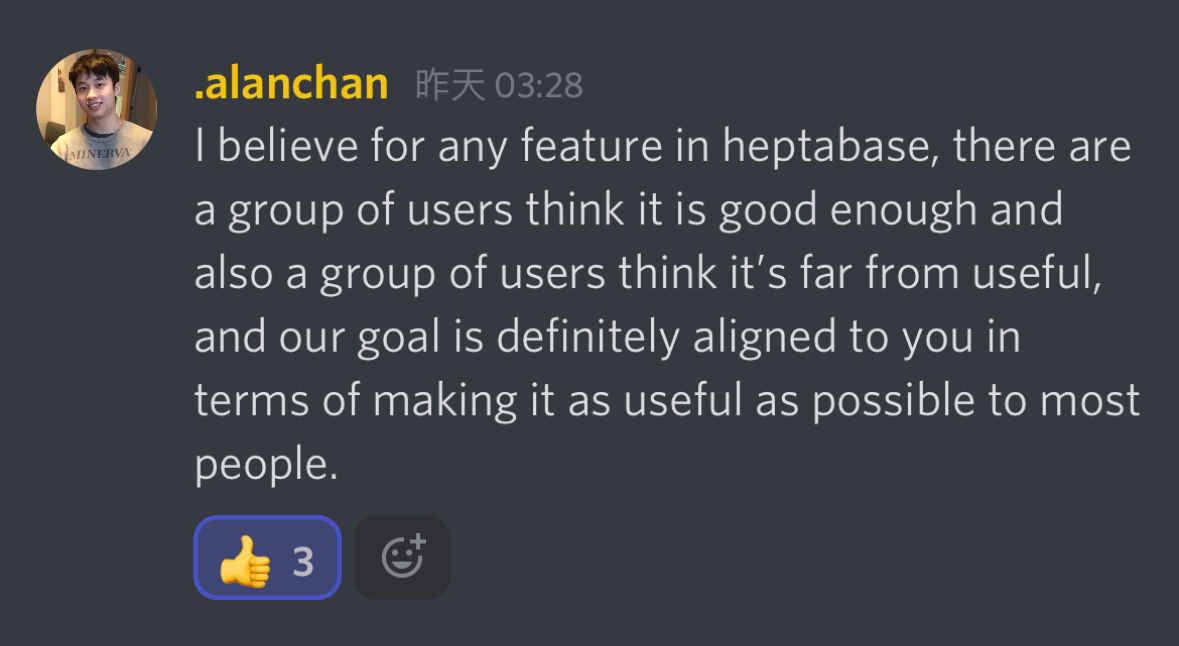 .alanchan 昨天 03:28
I believe for any feature in heptabase, there are
a group of users think it is good enough and
also a group of users think it’s far from useful,
and our goal is definitely aligned to you in
terms of making it as useful as possible to most
people.
👍 3
MINERVA